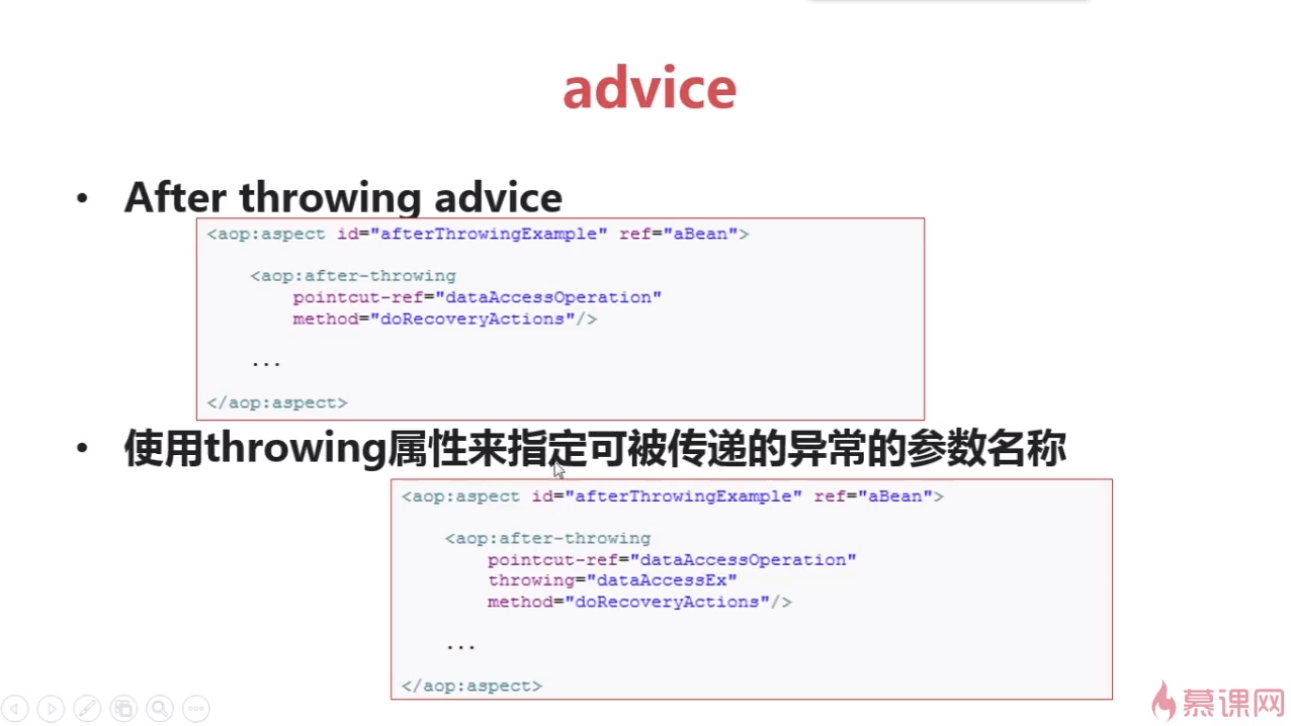 advice
• After throwing advice
<aop:aspect id="afterThrowingExample" ref="aBean">
<aop:after-throwing
pointcut-ref="dataAccessOperation"
method="doRecoveryActions"/>
...
</aop:aspect>
• 使用throwing属性来指定可被传递的异常的参数名称
<aop:aspect id="afterThrowingExample" ref="aBean">
<aop:after-throwing
pointcut-ref="dataAccessOperation"
throwing="dataAccessEx"
method="doRecoveryActions"/>
...
</aop:aspect>
慕课网